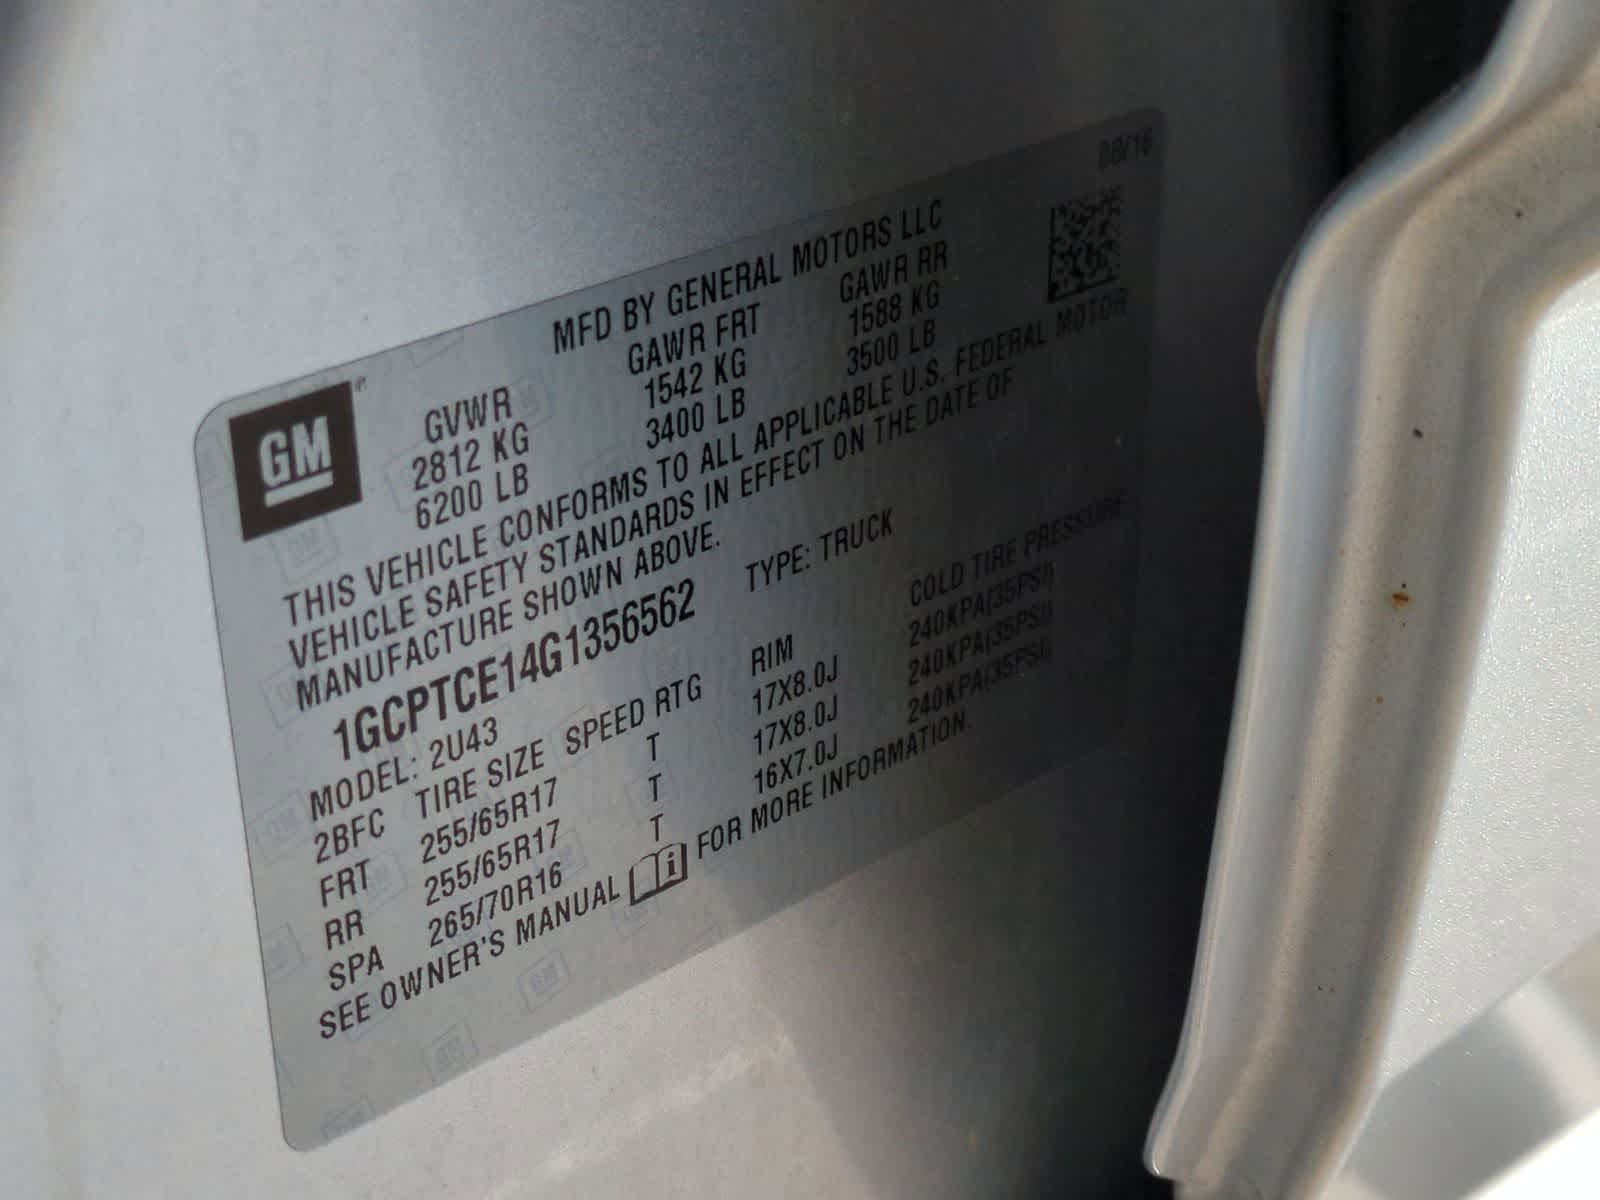 08/16
MFD BY GENERAL MOTORS LLC
GM
GVWR GAWR FRT GAWR RR
2812 KG 1542 KG 1588 KG
6200 LB 3400 LB 3500 LB
THIS VEHICLE CONFORMS TO ALL APPLICABLE U.S. FEDERAL MOTOR
VEHICLE SAFETY STANDARDS IN EFFECT ON THE DATE OF
MANUFACTURE SHOWN ABOVE.
1GCPTCE14G1356562 TYPE: TRUCK
MODEL: 2U43
2BFC TIRE SIZE SPEED RTG RIM COLD TIRE PRESSURE
FRT 255/65R17 T 17X8.0J 240KPA(35PSI)
RR 255/65R17 T 17X8.0J 240KPA(35PSI)
SPA 265/70R16 T 16X7.0J 240KPA(35PSI)
SEE OWNER'S MANUAL i FOR MORE INFORMATION.